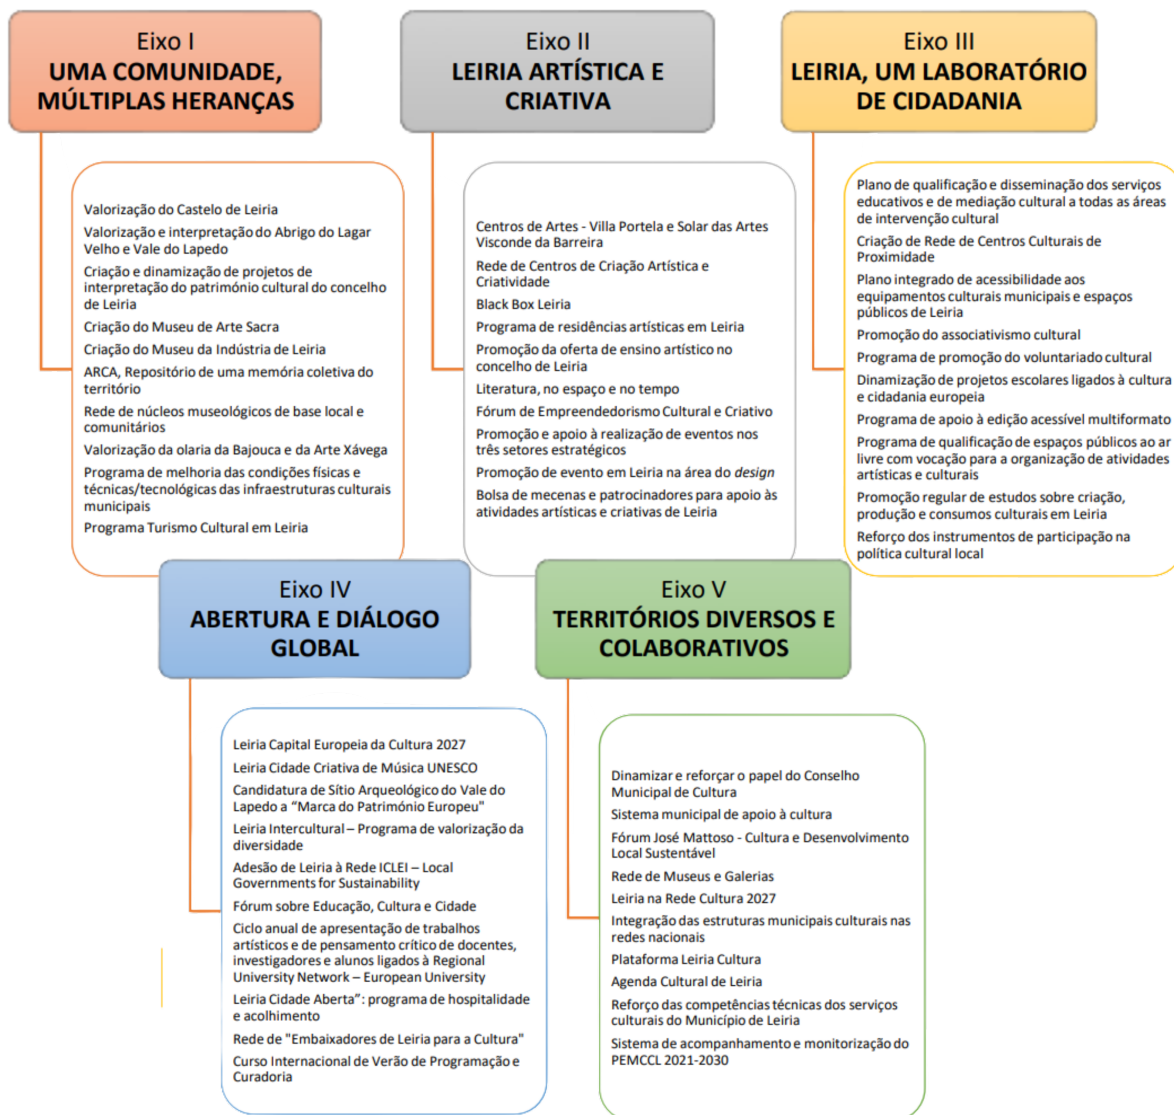 Eixo I
UMA COMUNIDADE,
MÚLTIPLAS HERANÇAS
Valorização do Castelo de Leiria
Valorização e interpretação do Abrigo do Lagar
Velho e Vale do Lapedo
Criação e dinamização de projetos de
interpretação do património cultural do concelho
de Leiria
Criação do Museu de Arte Sacra
Criação do Museu da Indústria de Leiria
ARCA, Repositório de uma memória coletiva do
território
Rede de núcleos museológicos de base local e
comunitários
Valorização da olaria da Bajouca e da Arte Xávega
Programa de melhoria das condições físicas e
técnicas/tecnológicas das infraestruturas culturais
municipais
Programa Turismo Cultural em Leiria
Eixo II
LEIRIA ARTÍSTICA E
CRIATIVA
Centros de Artes - Villa Portela e Solar das Artes
Visconde da Barreira
Rede de Centros de Criação Artística e
Criatividade
Black Box Leiria
Programa de residências artísticas em Leiria
Promoção da oferta de ensino artístico no
concelho de Leiria
Literatura, no espaço e no tempo
Fórum de Empreendedorismo Cultural e Criativo
Promoção e apoio à realização de eventos nos
três setores estratégicos
Promoção de evento em Leiria na área do design
Bolsa de mecenas e patrocinadores para apoio às
atividades artísticas e criativas de Leiria
Eixo III
LEIRIA, UM LABORATÓRIO
DE CIDADANIA
Plano de qualificação e disseminação dos serviços
educativos e de mediação cultural a todas as áreas
de intervenção cultural
Criação de Rede de Centros Culturais de
Proximidade
Plano integrado de acessibilidade aos
equipamentos culturais municipais e espaços
públicos de Leiria
Promoção do associativismo cultural
Programa de promoção do voluntariado cultural
Dinamização de projetos escolares ligados à cultura
e cidadania europeia
Programa de apoio à edição acessível multiformato
Programa de qualificação de espaços públicos ao ar
livre com vocação para a organização de atividades
artísticas e culturais
Promoção regular de estudos sobre criação,
produção e consumos culturais em Leiria
Reforço dos instrumentos de participação na
política cultural local
Eixo IV
ABERTURA E DIÁLOGO
GLOBAL
Leiria Capital Europeia da Cultura 2027
Leiria Cidade Criativa de Música UNESCO
Candidatura de Sítio Arqueológico do Vale do
Lapedo a “Marca do Património Europeu"
Leiria Intercultural – Programa de valorização da
diversidade
Adesão de Leiria à Rede ICLEI – Local
Governments for Sustainability
Fórum sobre Educação, Cultura e Cidade
Ciclo anual de apresentação de trabalhos
artísticos e de pensamento crítico de docentes,
investigadores e alunos ligados à Regional
University Network – European University
Leiria Cidade Aberta”: programa de hospitalidade
e acolhimento
Rede de "Embaixadores de Leiria para a Cultura"
Curso Internacional de Verão de Programação e
Curadoria
Eixo V
TERRITÓRIOS DIVERSOS E
COLABORATIVOS
Dinamizar e reforçar o papel do Conselho
Municipal de Cultura
Sistema municipal de apoio à cultura
Fórum José Mattoso - Cultura e Desenvolvimento
Local Sustentável
Rede de Museus e Galerias
Leiria na Rede Cultura 2027
Integração das estruturas municipais culturais nas
redes nacionais
Plataforma Leiria Cultura
Agenda Cultural de Leiria
Reforço das competências técnicas dos serviços
culturais do Município de Leiria
Sistema de acompanhamento e monitorização do
PEMCCL 2021-2030